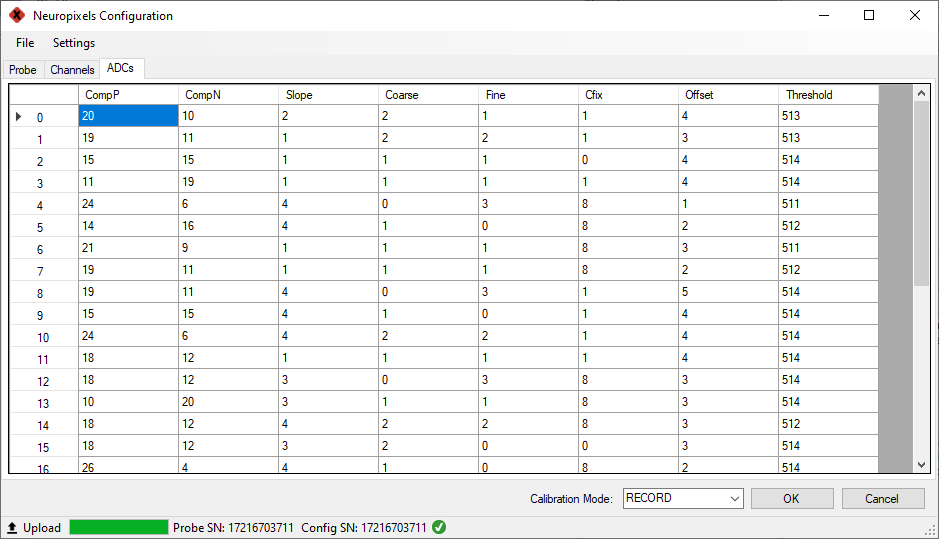 Neuropixels Configuration
File Settings
Probe Channels ADCs
CompP CompN Slope Coarse Fine Cfix Offset Threshold
0 20 10 2 2 1 1 4 513
1 19 11 1 2 2 1 3 513
2 15 15 1 1 1 0 4 514
3 11 19 1 1 1 1 4 514
4 24 6 4 0 3 8 1 511
5 14 16 4 1 0 8 2 512
6 21 9 1 1 1 8 3 511
7 19 11 1 1 1 8 2 512
8 19 11 4 0 3 1 5 514
9 15 15 4 1 0 1 4 514
10 24 6 4 2 2 1 4 514
11 18 12 1 1 1 1 4 514
12 18 12 3 0 3 8 3 514
13 10 20 3 1 1 8 3 514
14 18 12 4 2 2 8 3 512
15 18 12 3 2 0 0 3 514
16 26 4 4 1 0 8 2 514
Calibration Mode: RECORD OK Cancel
Upload Probe SN: 17216703711 Config SN: 17216703711